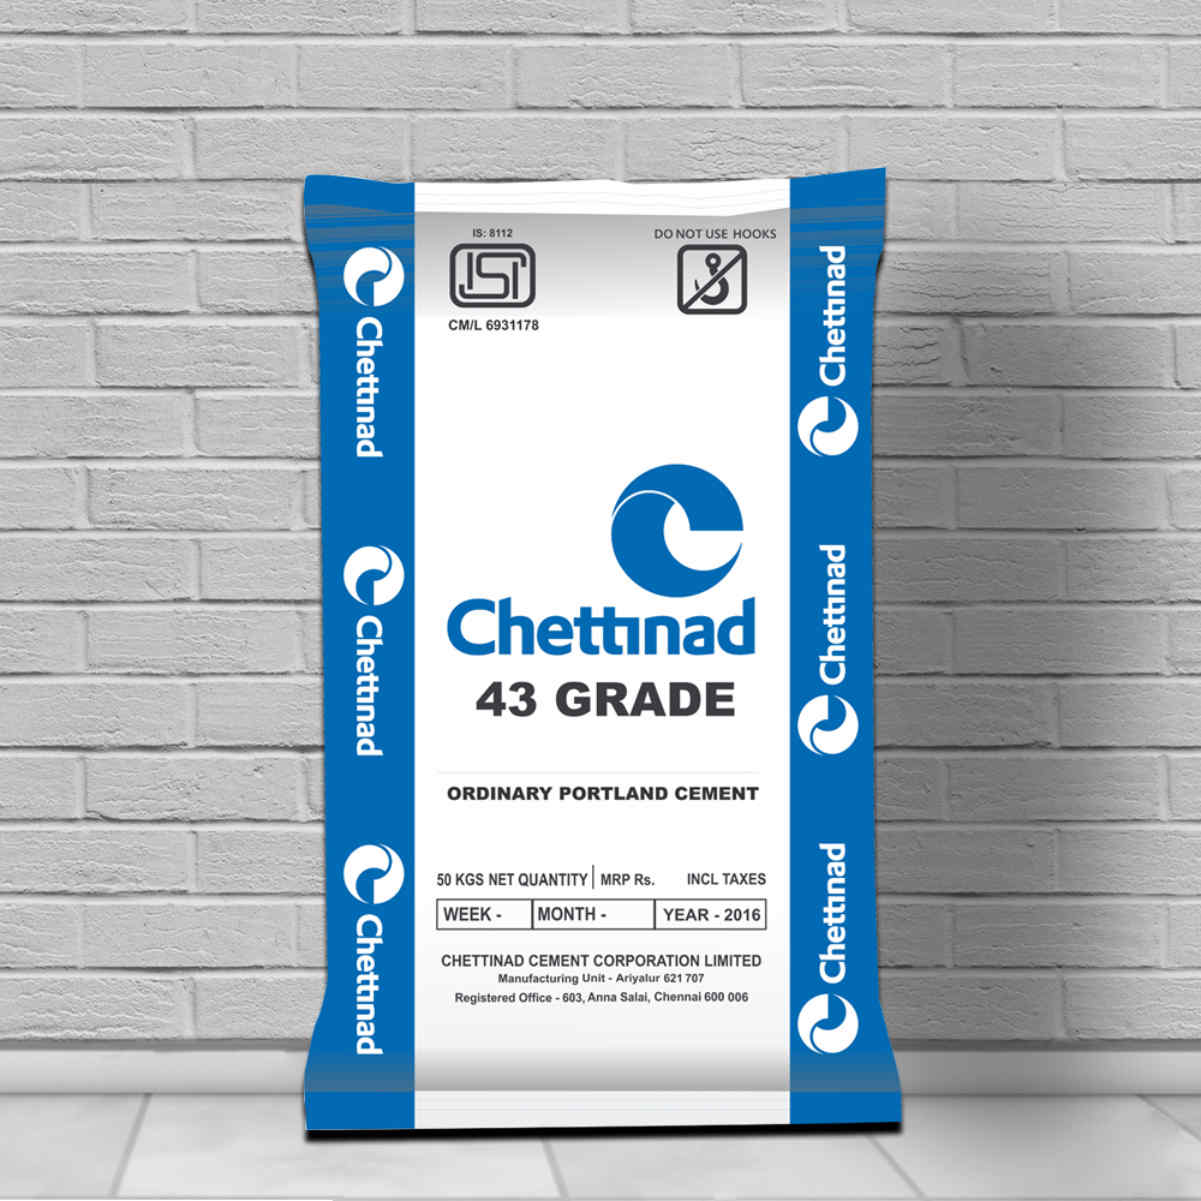 IS: 8112
DO NOT USE HOOKS
CM/L 6931178
Chettinad
43 GRADE
ORDINARY PORTLAND CEMENT
50 KGS NET QUANTITY | MRP Rs. INCL TAXES
WEEK - MONTH - YEAR - 2016
CHETTINAD CEMENT CORPORATION LIMITED
Manufacturing Unit - Ariyalur 621 707
Registered Office - 603, Anna Salai, Chennai 600 006
Chettinad
Chettinad
Chettinad
Chettinad
Chettinad
Chettinad